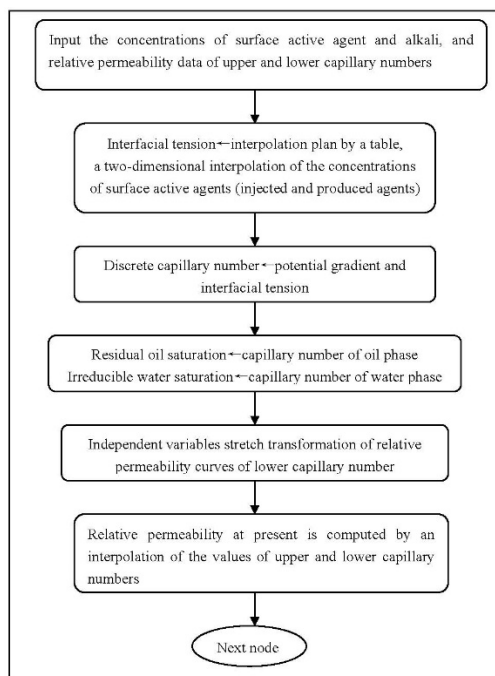 Input the concentrations of surface active agent and alkali, and
relative permeability data of upper and lower capillary numbers
Interfacial tension←interpolation plan by a table,
a two-dimensional interpolation of the concentrations
of surface active agents (injected and produced agents)
Discrete capillary number←potential gradient and
interfacial tension
Residual oil saturation←capillary number of oil phase
Irreducible water saturation←capillary number of water phase
Independent variables stretch transformation of relative
permeability curves of lower capillary number
Relative permeability at present is computed by an
interpolation of the values of upper and lower capillary
numbers
Next node